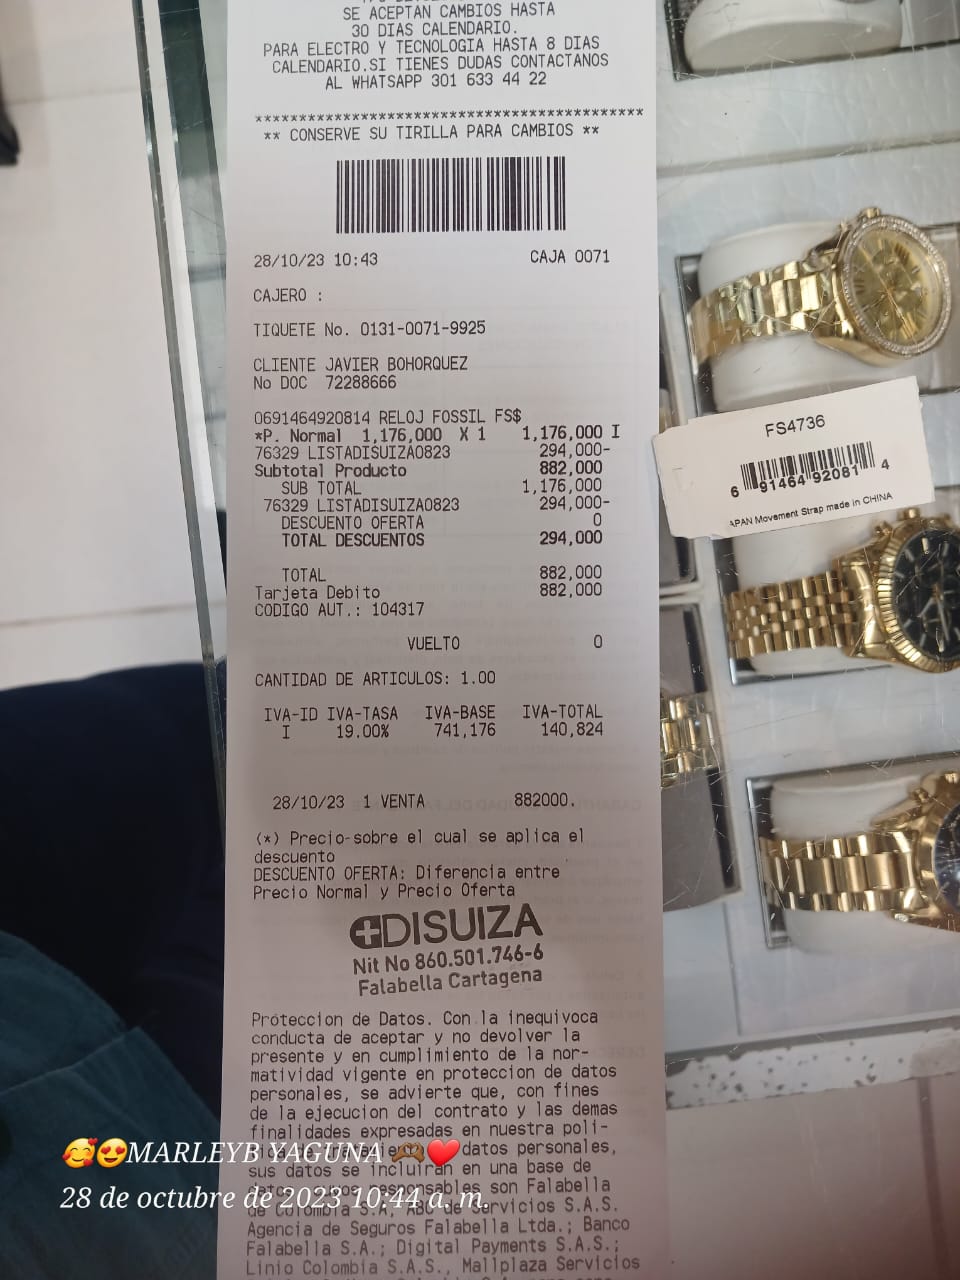 SE ACEPTAN CAMBIOS HASTA
30 DIAS CALENDARIO.
PARA ELECTRO Y TECNOLOGIA HASTA 8 DIAS
CALENDARIO.SI TIENES DUDAS CONTACTANOS
AL WHATSAPP 301 633 44 22
********************************************
** CONSERVE SU TIRILLA PARA CAMBIOS **
28/10/23 10:43 CAJA 0071
CAJERO :
TIQUETE No. 0131-0071-9925
CLIENTE JAVIER BOHORQUEZ
No DOC 72288666
0691464920814 RELOJ FOSSIL FS$
*P. Normal 1,176,000 X 1 1,176,000 I
76329 LISTADISUIZA0823 294,000-
Subtotal Producto 882,000
SUB TOTAL 1,176,000
76329 LISTADISUIZA0823 294,000-
DESCUENTO OFERTA 0
TOTAL DESCUENTOS 294,000
TOTAL 882,000
Tarjeta Debito 882,000
CODIGO AUT.: 104317
VUELTO 0
CANTIDAD DE ARTICULOS: 1.00
IVA-ID IVA-TASA IVA-BASE IVA-TOTAL
I 19.00% 741,176 140,824
28/10/23 1 VENTA 882000.
(*) Precio-sobre el cual se aplica el
descuento
DESCUENTO OFERTA: Diferencia entre
Precio Normal y Precio Oferta
DISUIZA
Nit No 860.501.746-6
Falabella Cartagena
Proteccion de Datos. Con la inequivoca
conducta de aceptar y no devolver la
presente y en cumplimiento de la nor-
matividad vigente en proteccion de datos
personales, se advierte que, con fines
de la ejecucion del contrato y las demas
finalidades expresadas en nuestra poli-
datos personales,
sus datos se incluiran en una base de
responsables son Falabella
de Colombia S.A, ABC de Servicios S.A.S.
Agencia de Seguros Falabella Ltda.; Banco
Falabella S.A.; Digital Payments S.A.S.;
Linio Colombia S.A.S., Mallplaza Servicios
FS4736
6 91464 92081 4
APAN Movement Strap made in CHINA
🥰😍MARLEYB YAGUNA 🫶🏾❤️
28 de octubre de 2023 10:44 a. m.